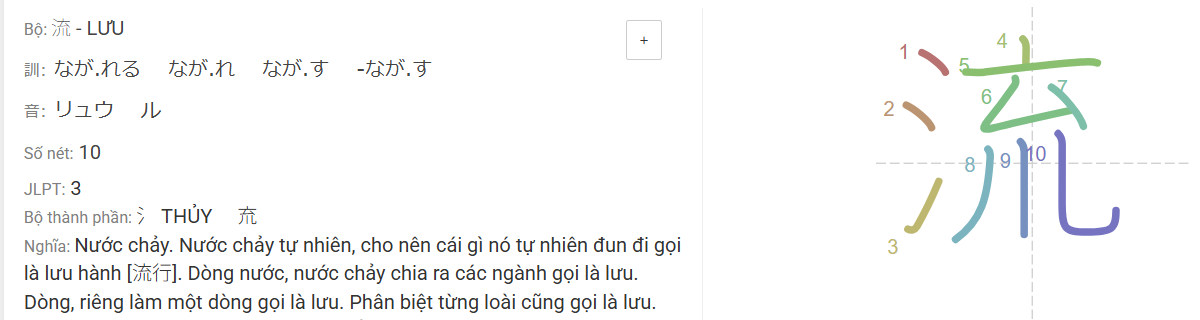 Bộ: 流 - LƯU
+
訓: なが.れる なが.れ なが.す -なが.す
音: リュウ ル
Số nét: 10
JLPT: 3
Bộ thành phần: 氵 THỦY 㐬
Nghĩa: Nước chảy. Nước chảy tự nhiên, cho nên cái gì nó tự nhiên đun đi gọi
là lưu hành [流行]. Dòng nước, nước chảy chia ra các ngành gọi là lưu.
Dòng, riêng làm một dòng gọi là lưu. Phân biệt từng loài cũng gọi là lưu.
流
1
2
3
4
5
6
7
8
9
10